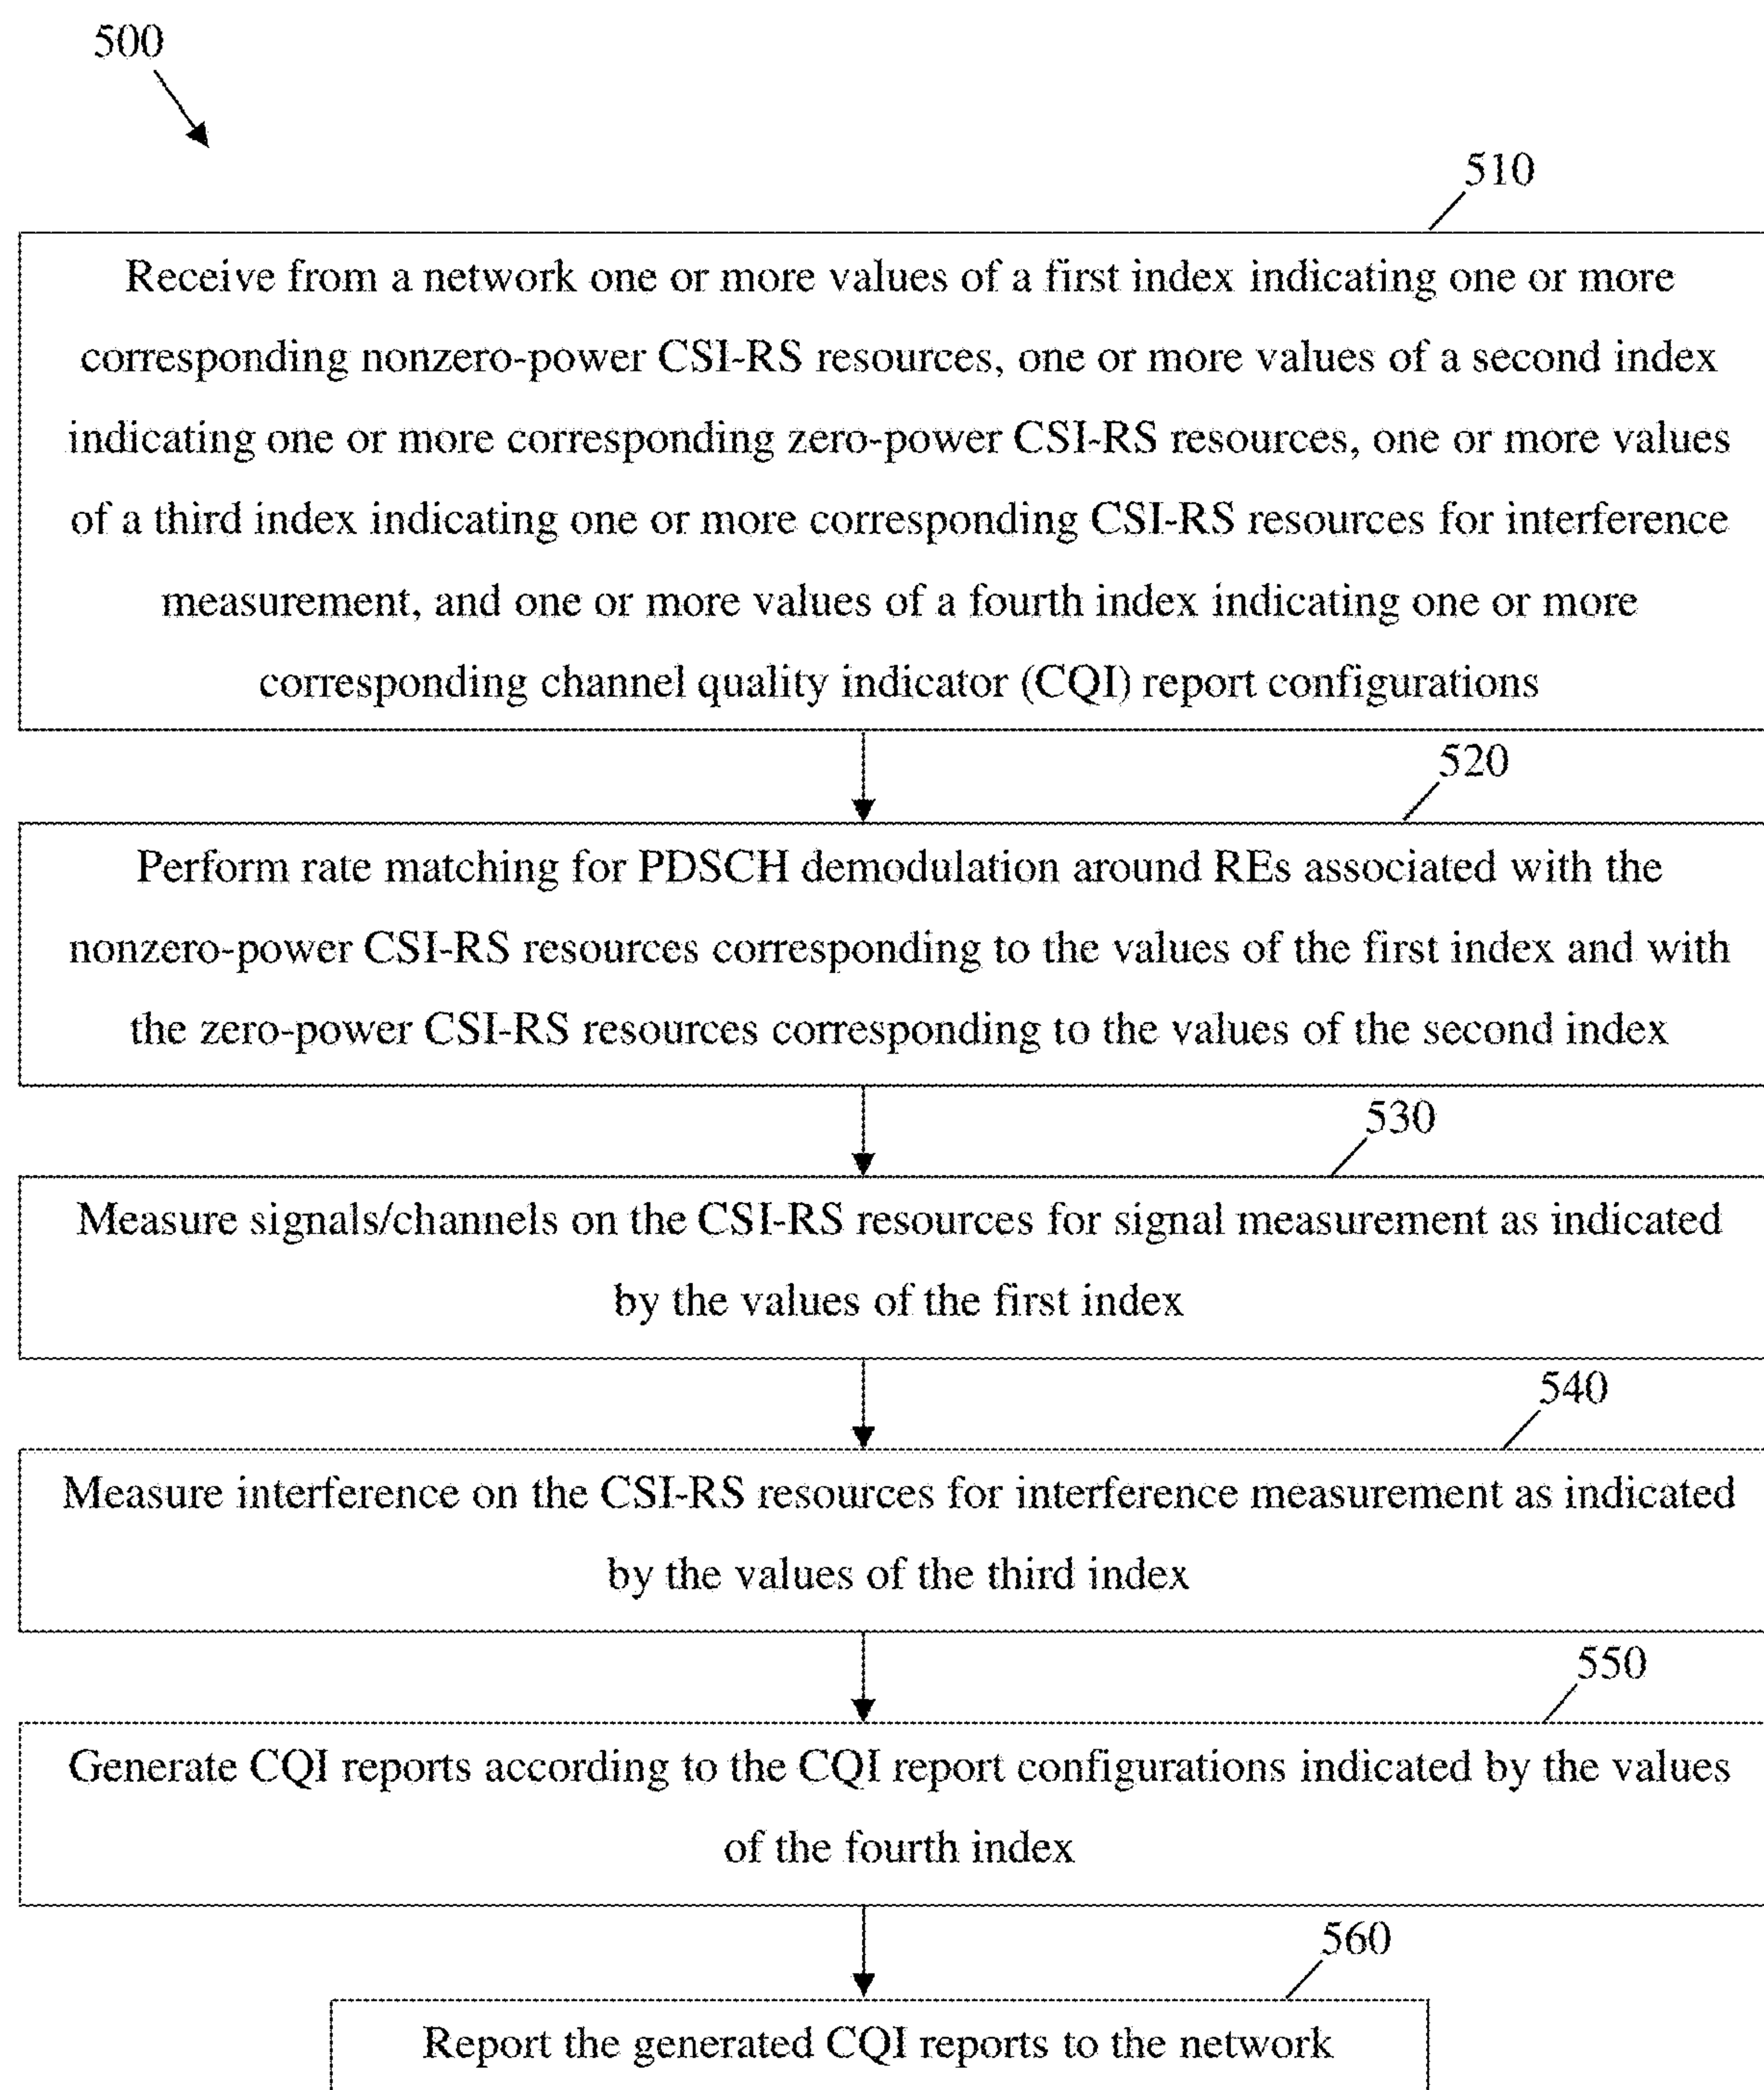 500
510
Receive from a network one or more values of a first index indicating one or more
corresponding nonzero-power CSI-RS resources, one or more values of a second index
indicating one or more corresponding zero-power CSI-RS resources, one or more values
of a third index indicating one or more corresponding CSI-RS resources for interference
measurement, and one or more values of a fourth index indicating one or more
corresponding channel quality indicator (CQI) report configurations
520
Perform rate matching for PDSCH demodulation around REs associated with the
nonzero-power CSI-RS resources corresponding to the values of the first index and with
the zero-power CSI-RS resources corresponding to the values of the second index
530
Measure signals/channels on the CSI-RS resources for signal measurement as indicated
by the values of the first index
540
Measure interference on the CSI-RS resources for interference measurement as indicated
by the values of the third index
550
Generate CQI reports according to the CQI report configurations indicated by the values
of the fourth index
560
Report the generated CQI reports to the network